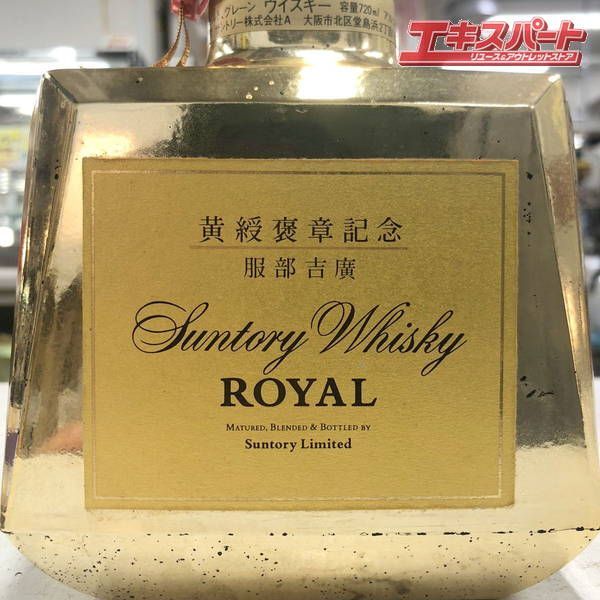 エキスパート
リユース&アウトレットストア
グレーン ウイスキー 容量720ml
トリー株式会社A 大阪市北区堂島浜2丁目
黄綬褒章記念
服部吉廣
Suntory Whisky
ROYAL
MATURED, BLENDED & BOTTLED BY
Suntory Limited